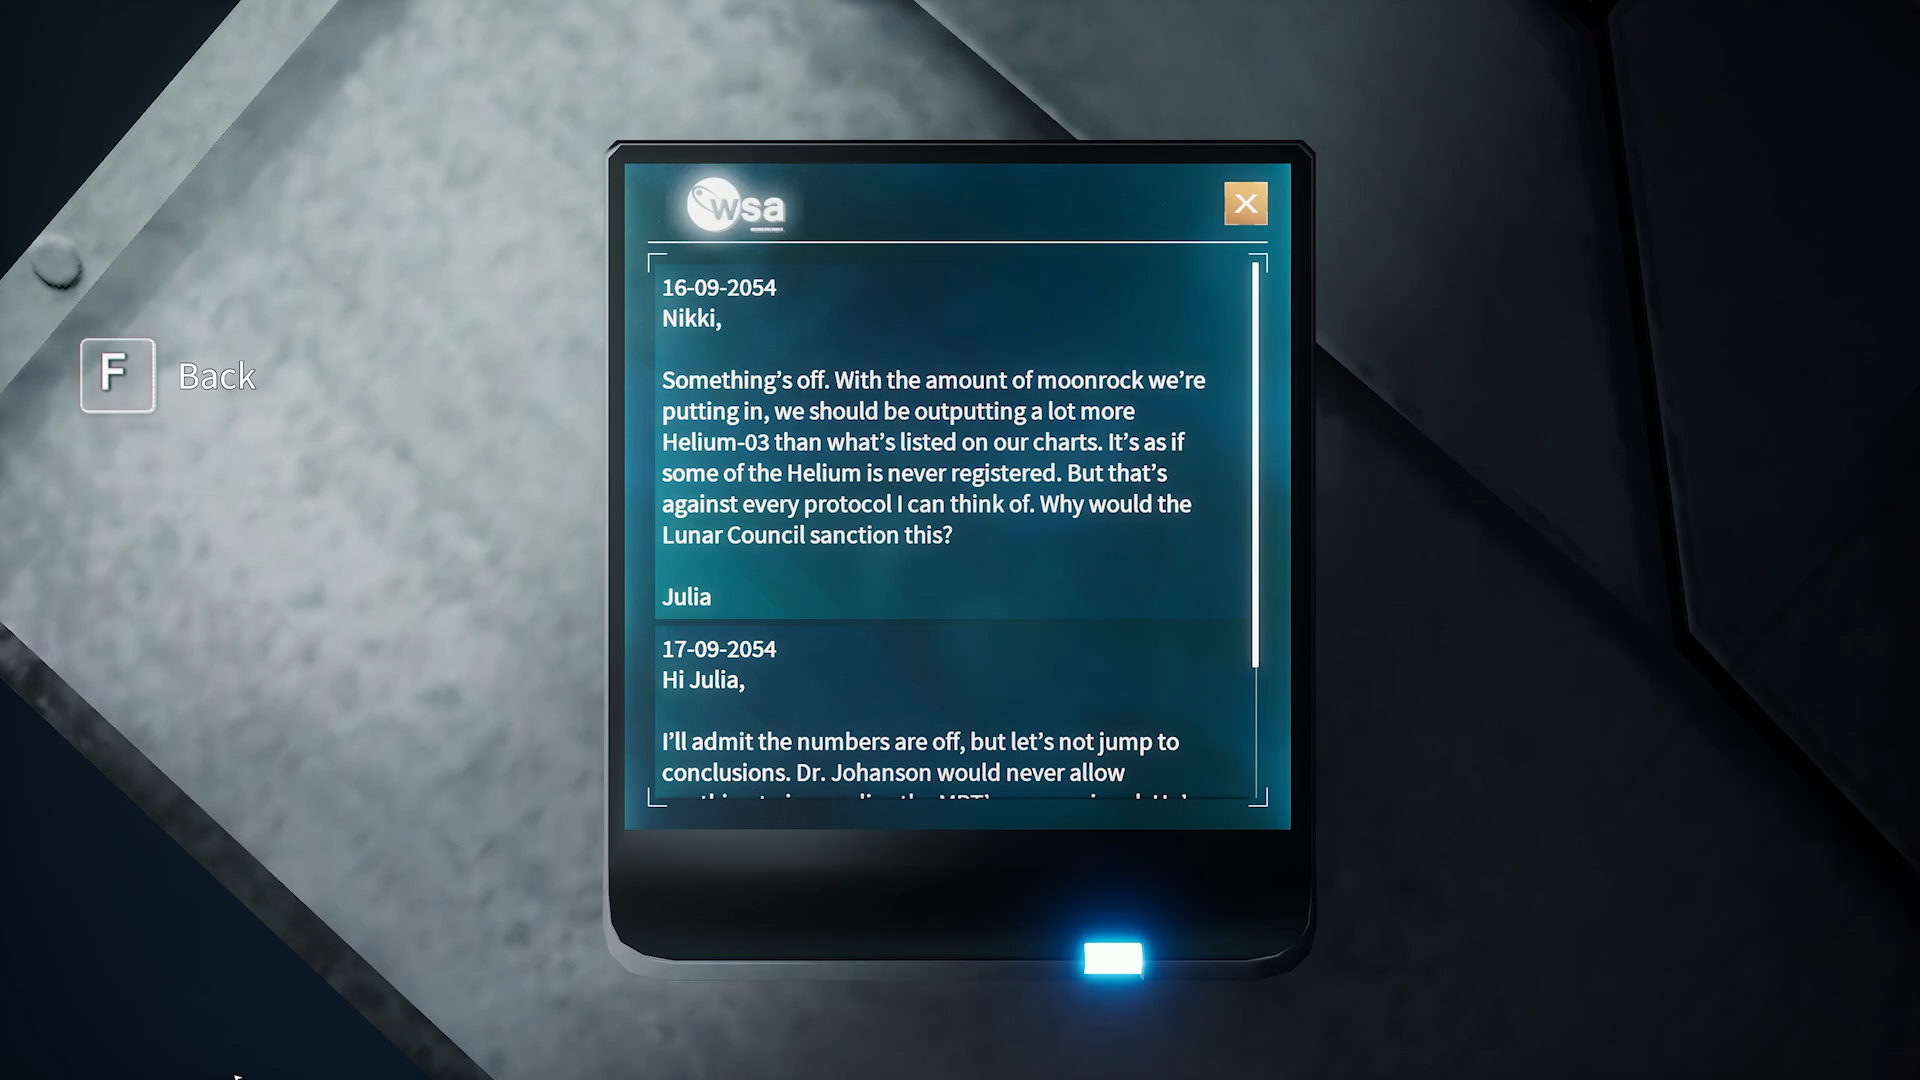 wsa
16-09-2054
Nikki,
Something’s off. With the amount of moonrock we’re
putting in, we should be outputting a lot more
Helium-03 than what’s listed on our charts. It’s as if
some of the Helium is never registered. But that’s
against every protocol I can think of. Why would the
Lunar Council sanction this?
Julia
17-09-2054
Hi Julia,
I’ll admit the numbers are off, but let’s not jump to
conclusions. Dr. Johanson would never allow
F Back